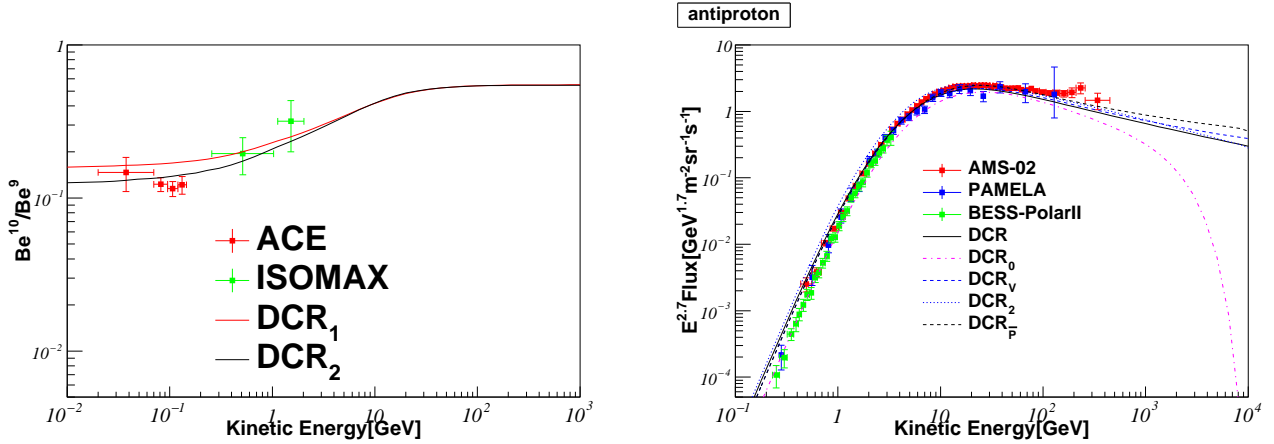 antiproton
1
10⁻¹
10⁻²
Be¹⁰/Be⁹
ACE
ISOMAX
DCR₁
DCR₂
10⁻² 10⁻¹ 1 10 10² 10³
Kinetic Energy[GeV]
10
1
10⁻¹
10⁻²
10⁻³
10⁻⁴
E²·⁷Flux[GeV¹·⁷m⁻²sr⁻¹s⁻¹]
AMS-02
PAMELA
BESS-PolarII
DCR
DCR₀
DCRᵥ
DCR₂
DCR_p̅
10⁻¹ 1 10 10² 10³ 10⁴
Kinetic Energy[GeV]